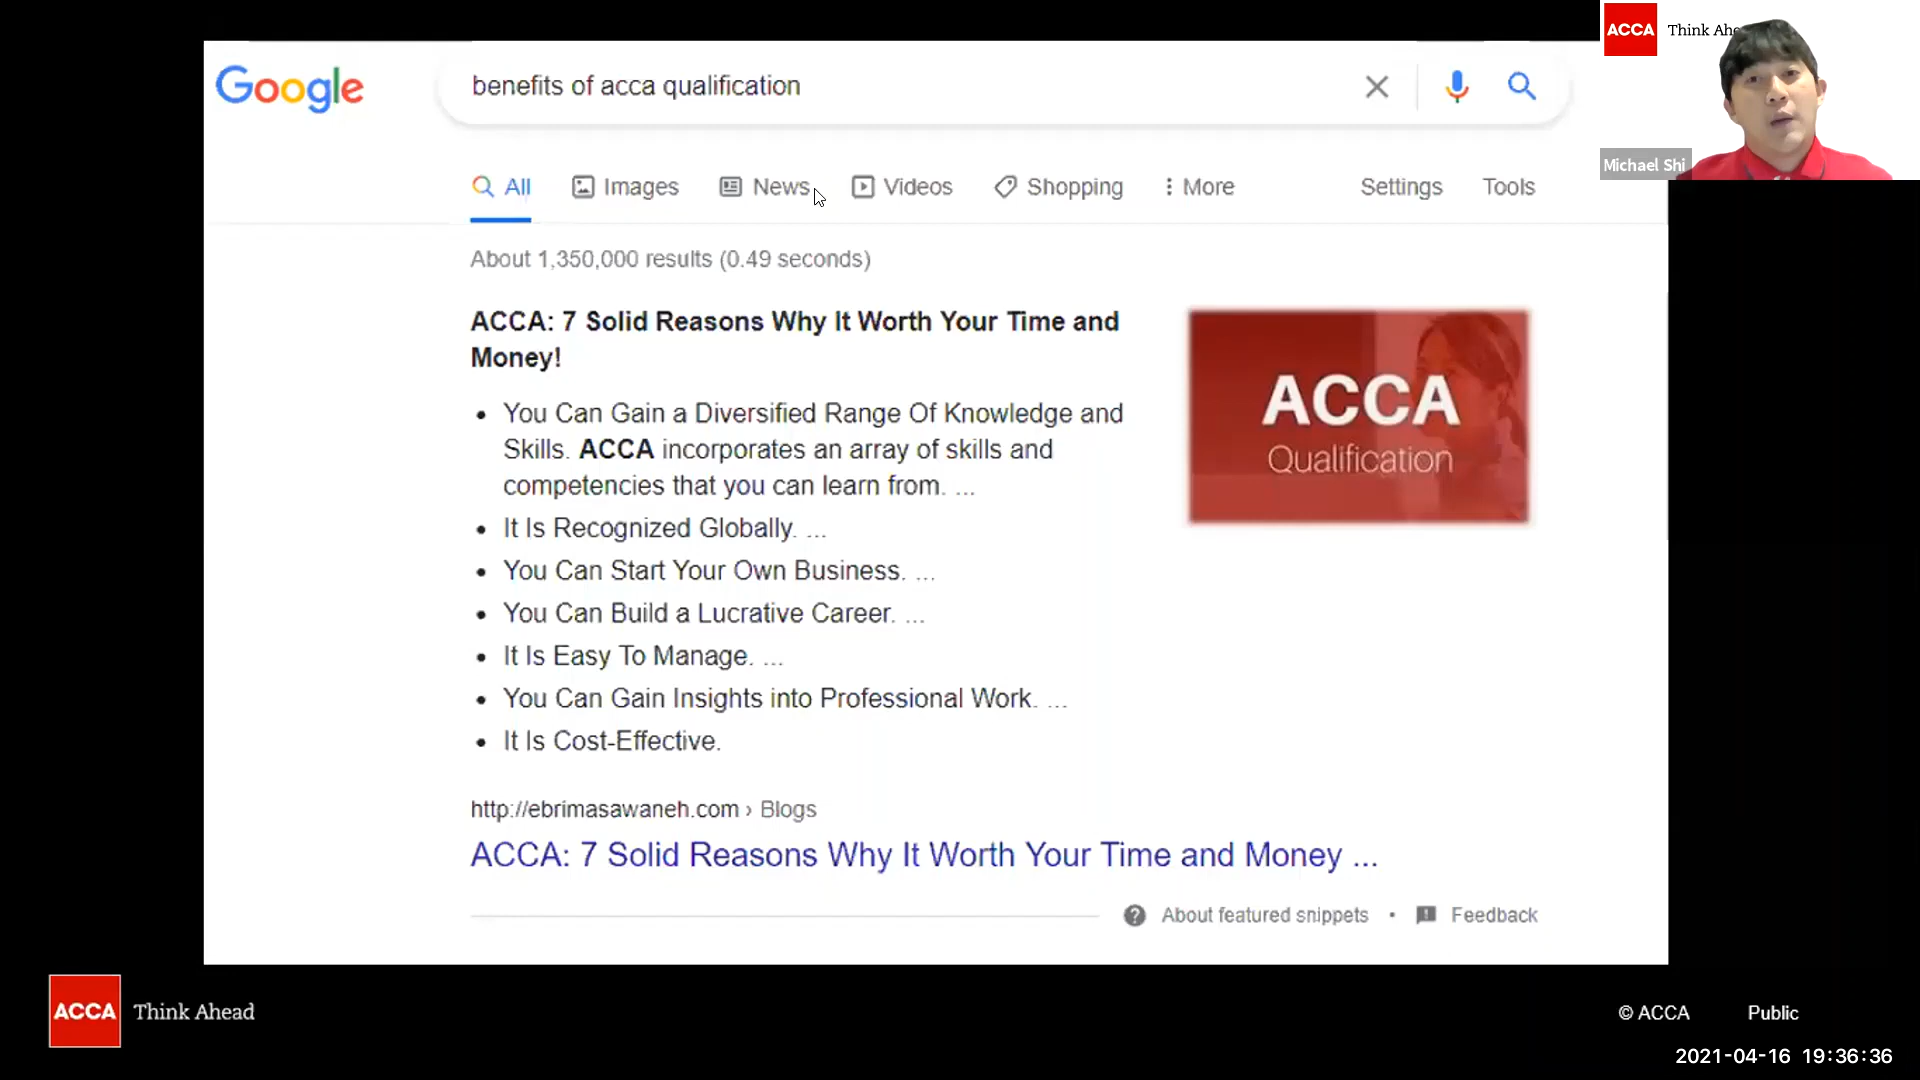 Google
benefits of acca qualification
ACCA Think Ahe
Michael Shi
All Images News Videos Shopping More Settings Tools
About 1,350,000 results (0.49 seconds)
ACCA: 7 Solid Reasons Why It Worth Your Time and
Money!
ACCA
Qualification
• You Can Gain a Diversified Range Of Knowledge and
Skills. ACCA incorporates an array of skills and
competencies that you can learn from. ...
• It Is Recognized Globally. ...
• You Can Start Your Own Business. ...
• You Can Build a Lucrative Career. ...
• It Is Easy To Manage. ...
• You Can Gain Insights into Professional Work. ...
• It Is Cost-Effective.
http://ebrimasawaneh.com › Blogs
ACCA: 7 Solid Reasons Why It Worth Your Time and Money ...
About featured snippets • Feedback
ACCA Think Ahead
© ACCA Public
2021-04-16 19:36:36